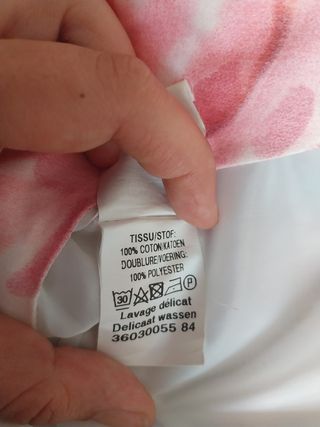 TISSU/STOF:
100% COTON/KATOEN
DOUBLURE/VOERING:
100% POLYESTER
30 P
Lavage délicat
Delicaat wassen
36030055 84